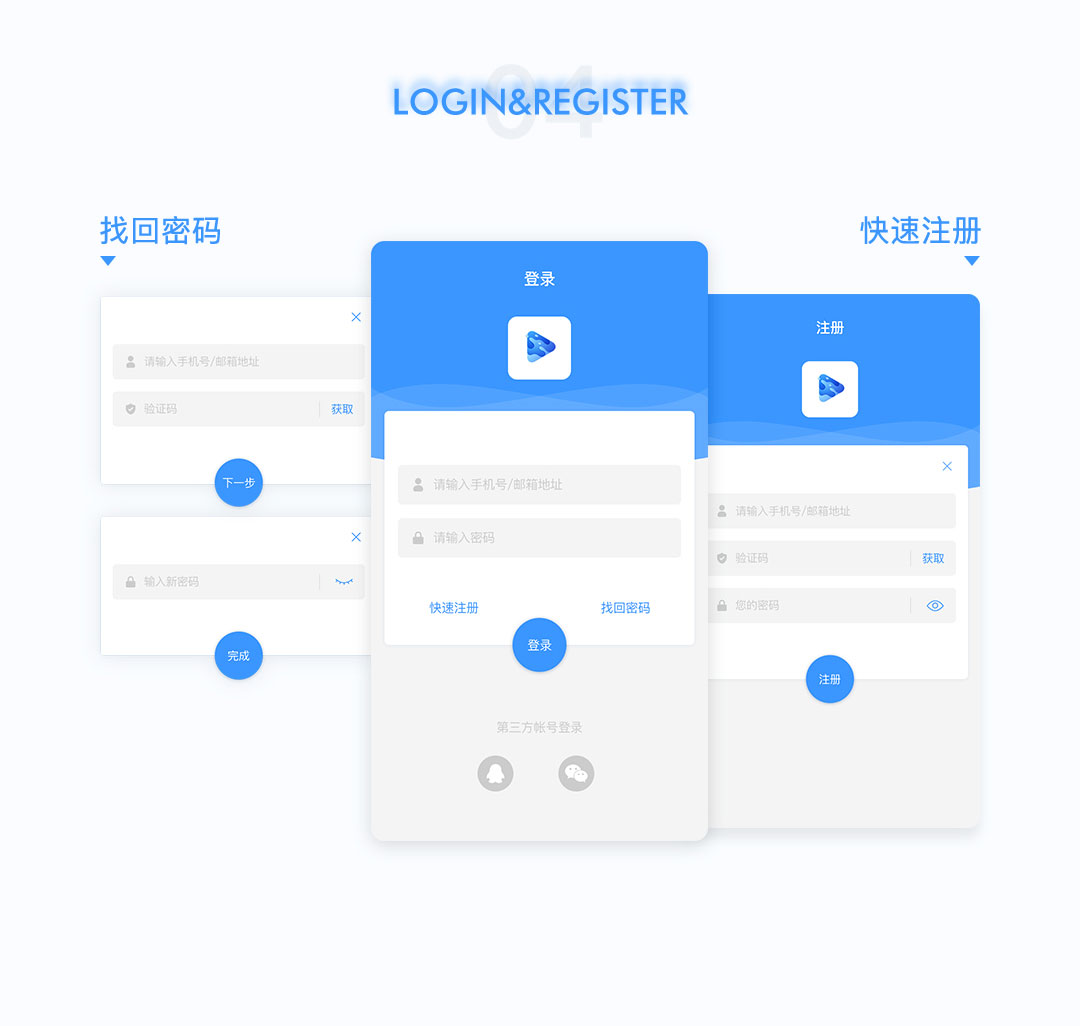 04
LOGIN&REGISTER
找回密码
请输入手机号/邮箱地址
验证码
获取
下一步
输入新密码
完成
登录
请输入手机号/邮箱地址
请输入密码
快速注册
找回密码
登录
第三方帐号登录
快速注册
注册
请输入手机号/邮箱地址
验证码
获取
您的密码
注册